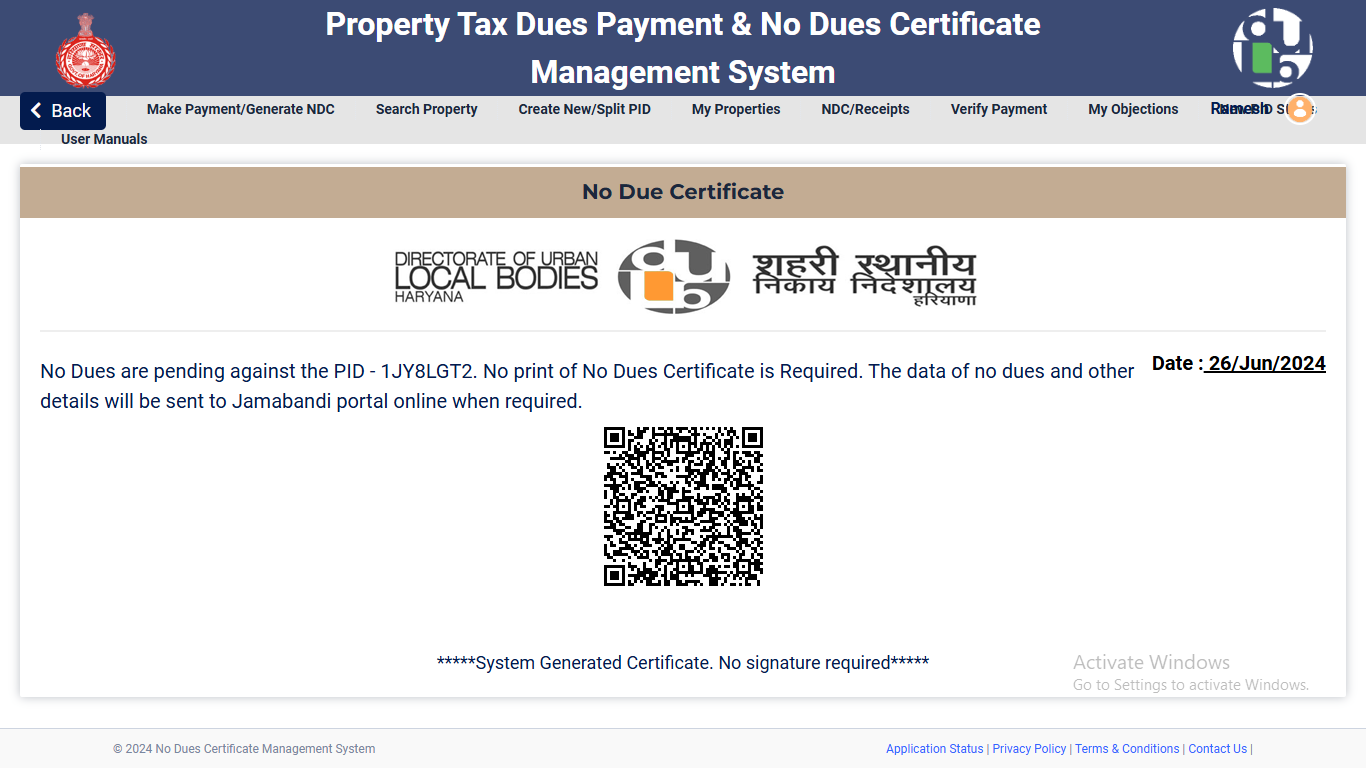 Property Tax Dues Payment & No Dues Certificate
Management System
Back
Make Payment/Generate NDC Search Property Create New/Split PID My Properties NDC/Receipts Verify Payment My Objections Ramesh
User Manuals
No Due Certificate
DIRECTORATE OF URBAN
LOCAL BODIES
HARYANA
शहरी स्थानीय
निकाय निदेशालय
हरियाणा
No Dues are pending against the PID - 1JY8LGT2. No print of No Dues Certificate is Required. The data of no dues and other
details will be sent to Jamabandi portal online when required.
Date : 26/Jun/2024
*****System Generated Certificate. No signature required*****
Activate Windows
Go to Settings to activate Windows.
© 2024 No Dues Certificate Management System
Application Status | Privacy Policy | Terms & Conditions | Contact Us |